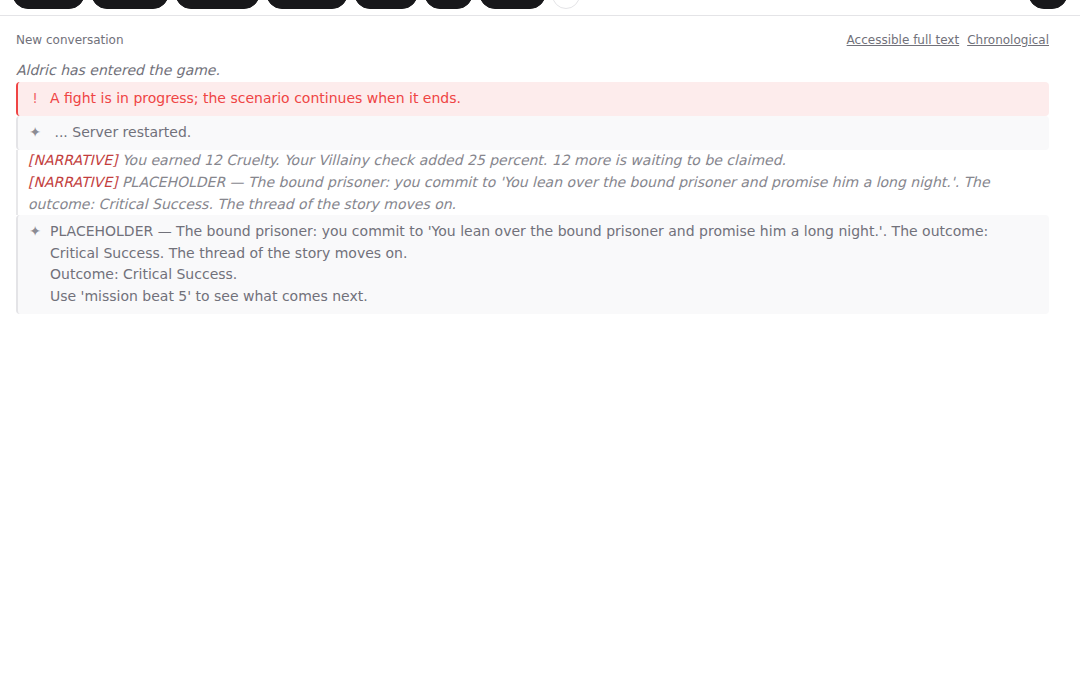 New conversation
Accessible full text Chronological
Aldric has entered the game.
! A fight is in progress; the scenario continues when it ends.
✦ ... Server restarted.
[NARRATIVE] You earned 12 Cruelty. Your Villainy check added 25 percent. 12 more is waiting to be claimed.
[NARRATIVE] PLACEHOLDER — The bound prisoner: you commit to 'You lean over the bound prisoner and promise him a long night.'. The
outcome: Critical Success. The thread of the story moves on.
✦ PLACEHOLDER — The bound prisoner: you commit to 'You lean over the bound prisoner and promise him a long night.'. The outcome:
Critical Success. The thread of the story moves on.
Outcome: Critical Success.
Use 'mission beat 5' to see what comes next.